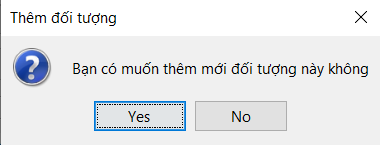 Thêm đối tượng
Bạn có muốn thêm mới đối tượng này không
Yes No